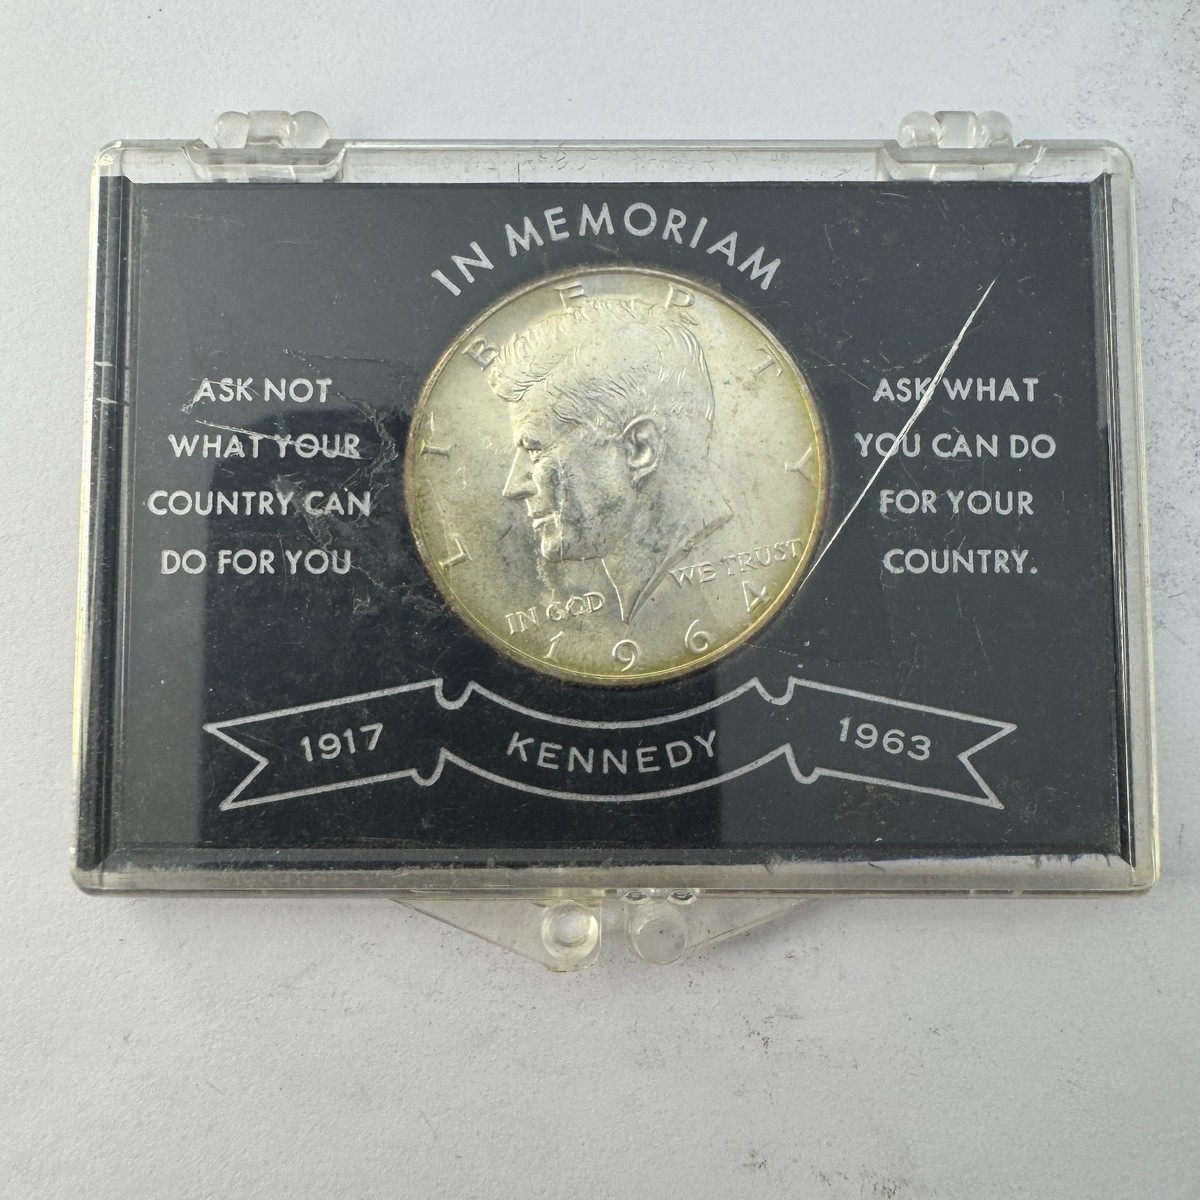 IN MEMORIAM
LIBERTY
ASK NOT
WHAT YOUR
COUNTRY CAN
DO FOR YOU
IN GOD WE TRUST
1964
ASK WHAT
YOU CAN DO
FOR YOUR
COUNTRY.
1917 KENNEDY 1963